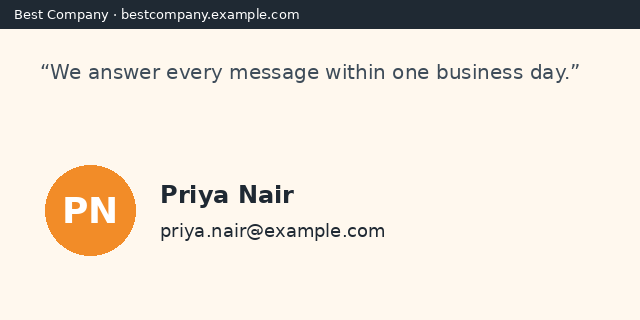 Best Company · bestcompany.example.com
“We answer every message within one business day.”
PN
Priya Nair
priya.nair@example.com